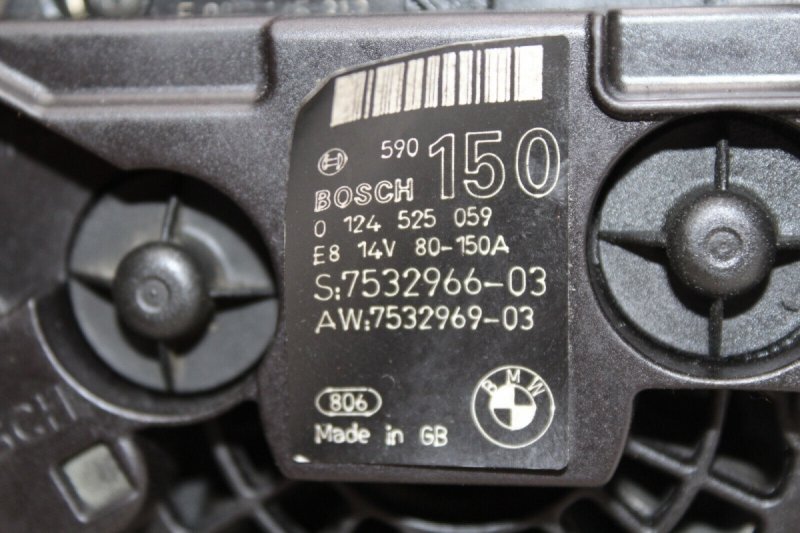 590
150
BOSCH
0 124 525 059
E8 14V 80-150A
S:7532966-03
AW:7532969-03
BMW
806
Made in GB